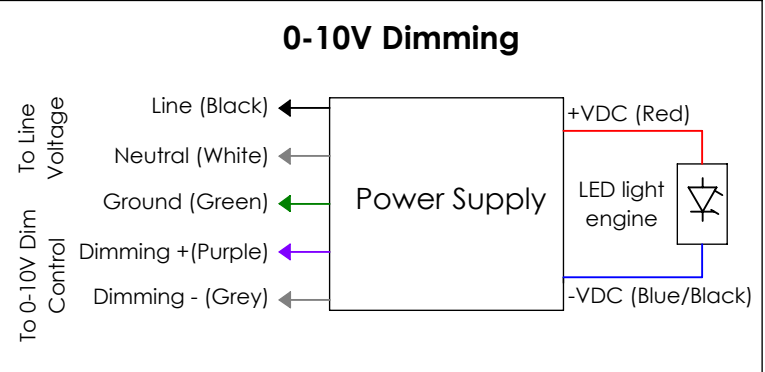 0-10V Dimming
To Line
Voltage
Line (Black)
Neutral (White)
Ground (Green)
To 0-10V Dim
Control
Dimming +(Purple)
Dimming - (Grey)
Power Supply
+VDC (Red)
LED light
engine
-VDC (Blue/Black)